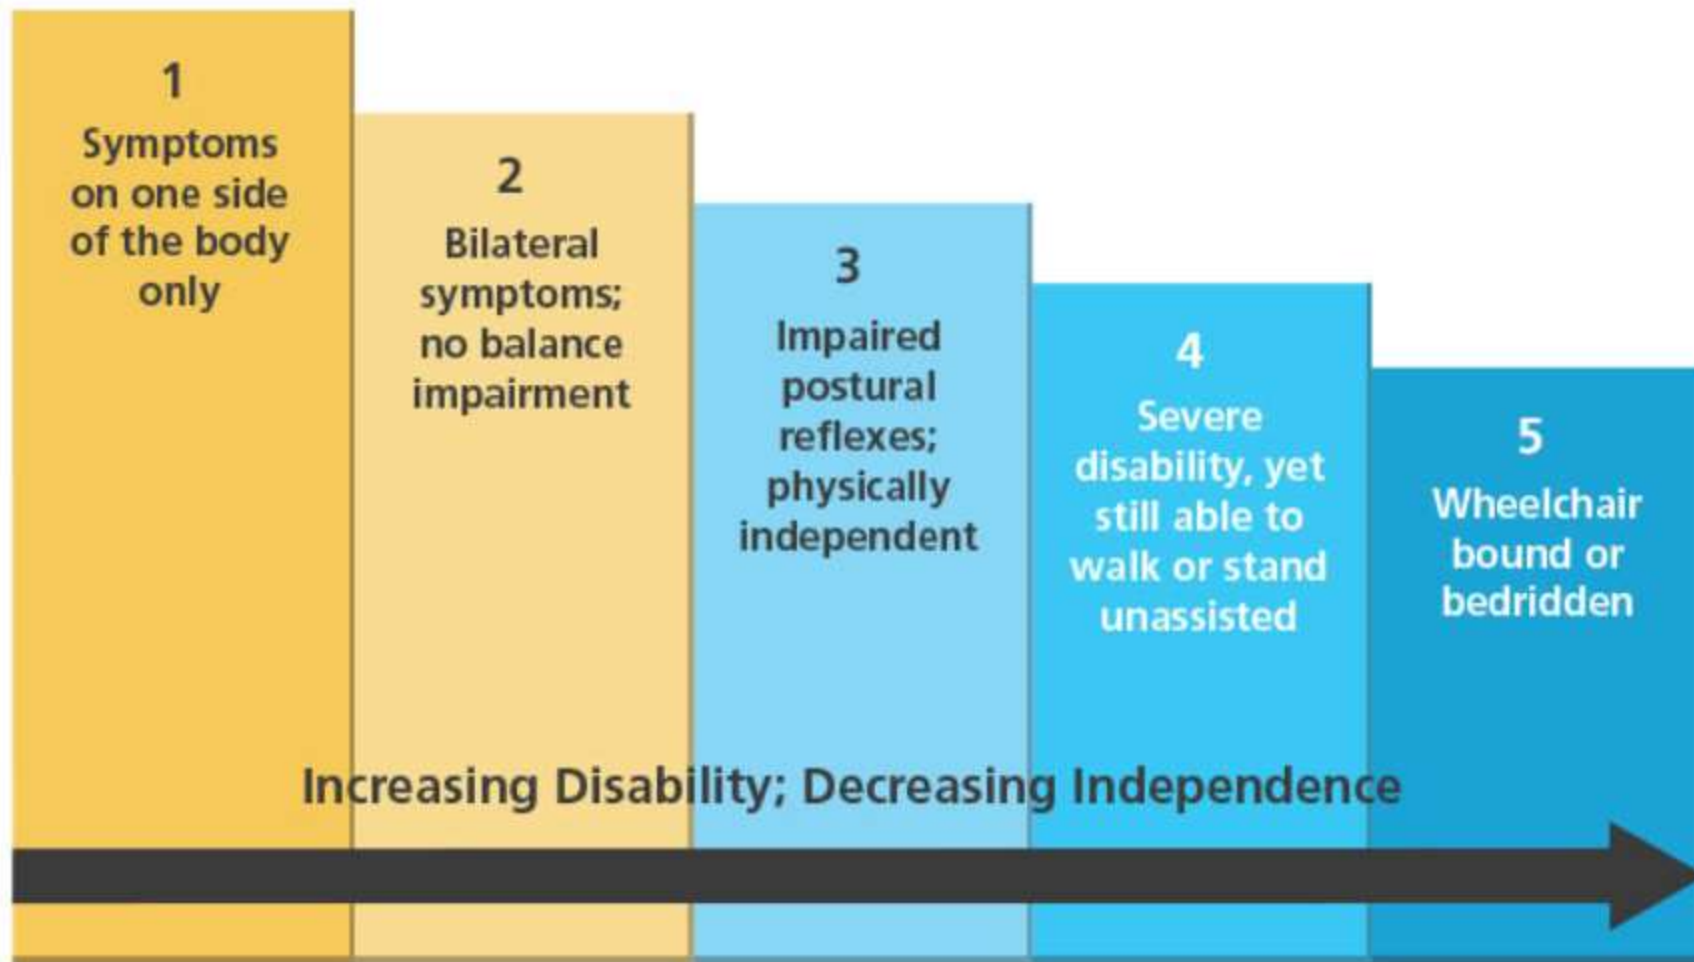 1
Symptoms
on one side
of the body
only
2
Bilateral
symptoms;
no balance
impairment
3
Impaired
postural
reflexes;
physically
independent
4
Severe
disability, yet
still able to
walk or stand
unassisted
5
Wheelchair
bound or
bedridden
Increasing Disability; Decreasing Independence